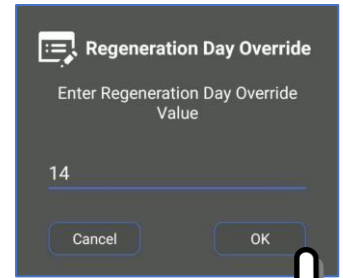 Regeneration Day Override
Enter Regeneration Day Override
Value
14
Cancel OK